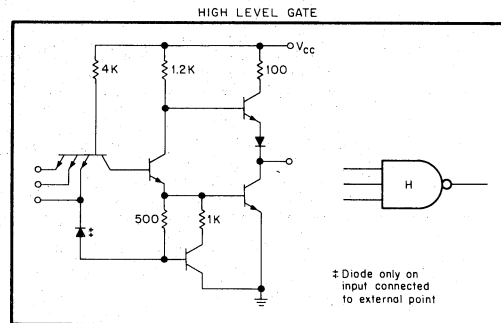 HIGH LEVEL GATE
Vcc
4K
1.2K
100
H
500
1K
‡
‡ Diode only on
input connected
to external point